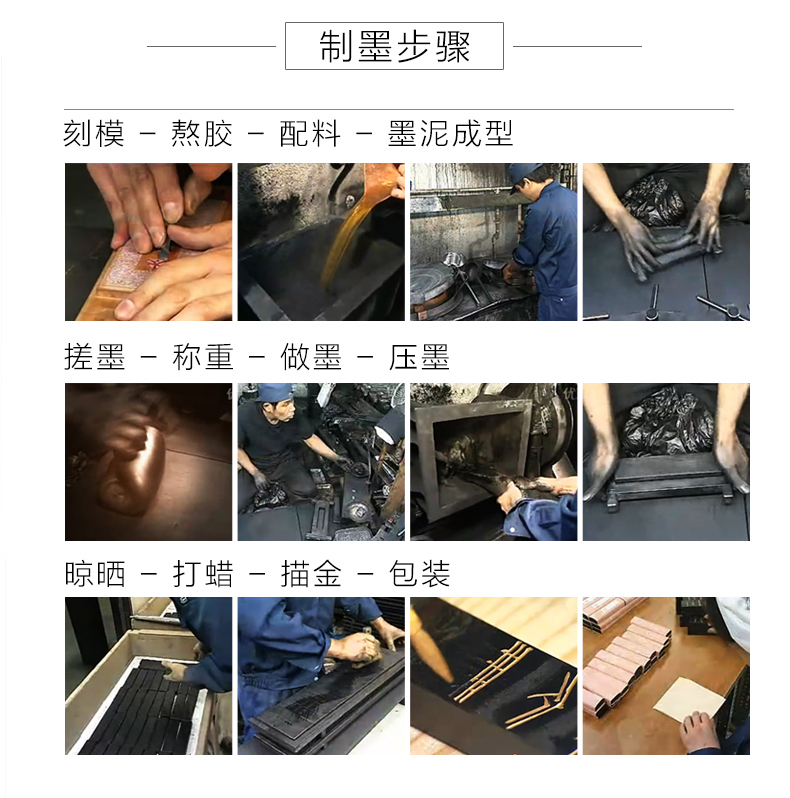 制墨步骤
刻模 – 熬胶 – 配料 – 墨泥成型
搓墨 – 称重 – 做墨 – 压墨
晾晒 – 打蜡 – 描金 – 包装